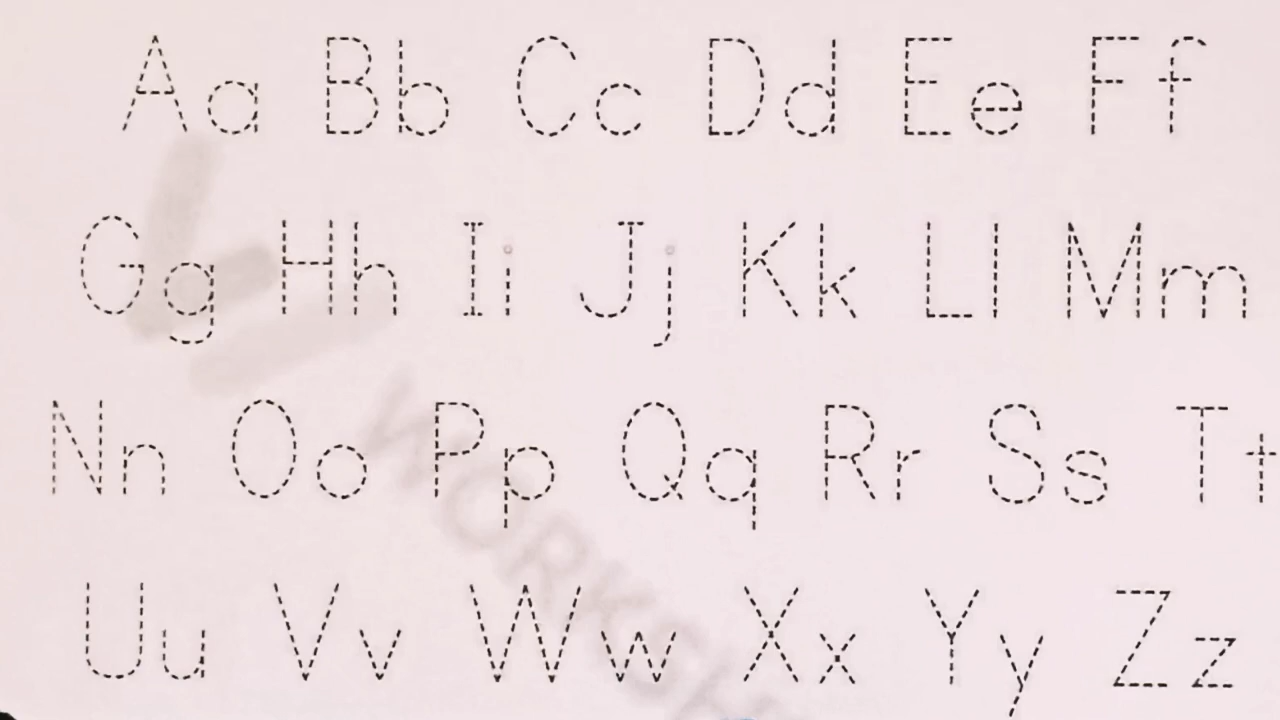 Aa Bb Cc Dd Ee Ff
Gg Hh Ii Jj Kk Ll Mm
Nn Oo Pp Qq Rr Ss Tt
Uu Vv Ww Xx Yy Zz